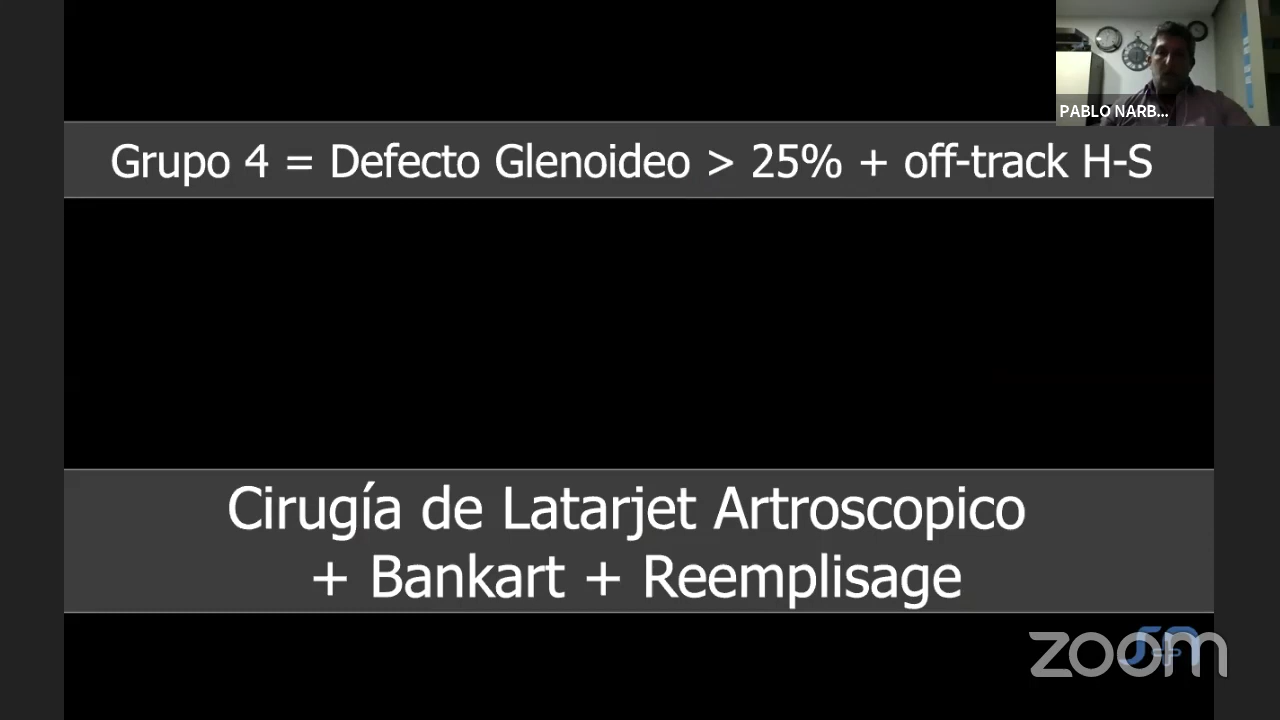 PABLO NARB...
Grupo 4 = Defecto Glenoideo > 25% + off-track H-S
Cirugía de Latarjet Artroscopico
+ Bankart + Reemplisage
zoom